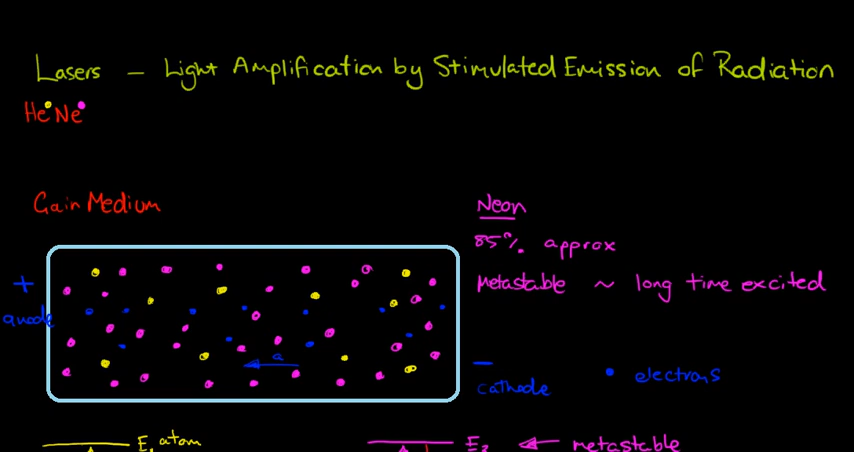 Lasers – Light Amplification by Stimulated Emission of Radiation
HeNe
Gain Medium
Neon
85% approx
Metastable ~ long time excited
+
anode
a
–
cathode
electrons
E1 atom
E3 ← metastable